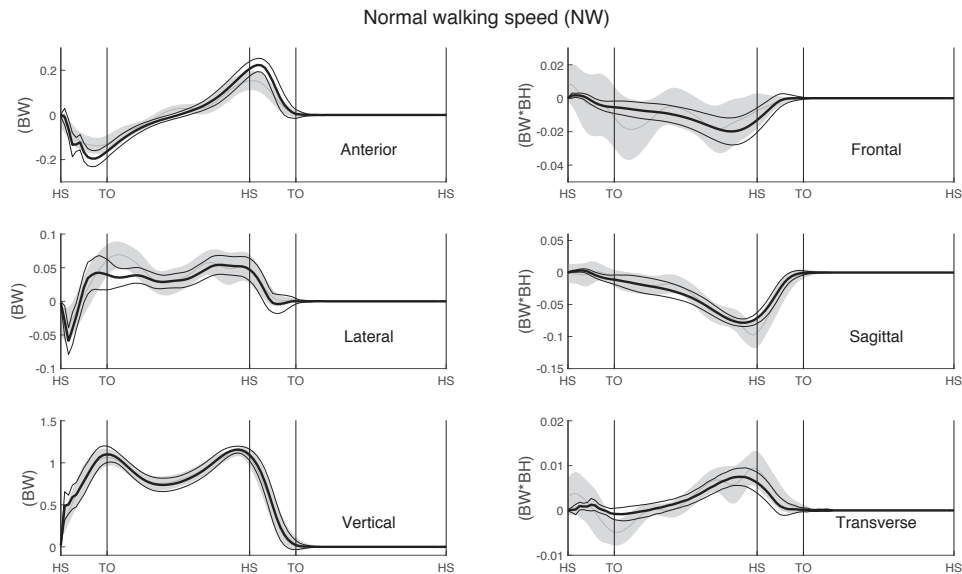 Normal walking speed (NW)
0.2
0
-0.2
(BW)
Anterior
HS TO HS TO HS
0.02
0
-0.02
-0.04
(BW*BH)
Frontal
HS TO HS TO HS
0.1
0.05
0
-0.05
-0.1
(BW)
Lateral
HS TO HS TO HS
0.05
0
-0.05
-0.1
-0.15
(BW*BH)
Sagittal
HS TO HS TO HS
1.5
1
0.5
0
(BW)
Vertical
HS TO HS TO HS
0.02
0.01
0
-0.01
(BW*BH)
Transverse
HS TO HS TO HS